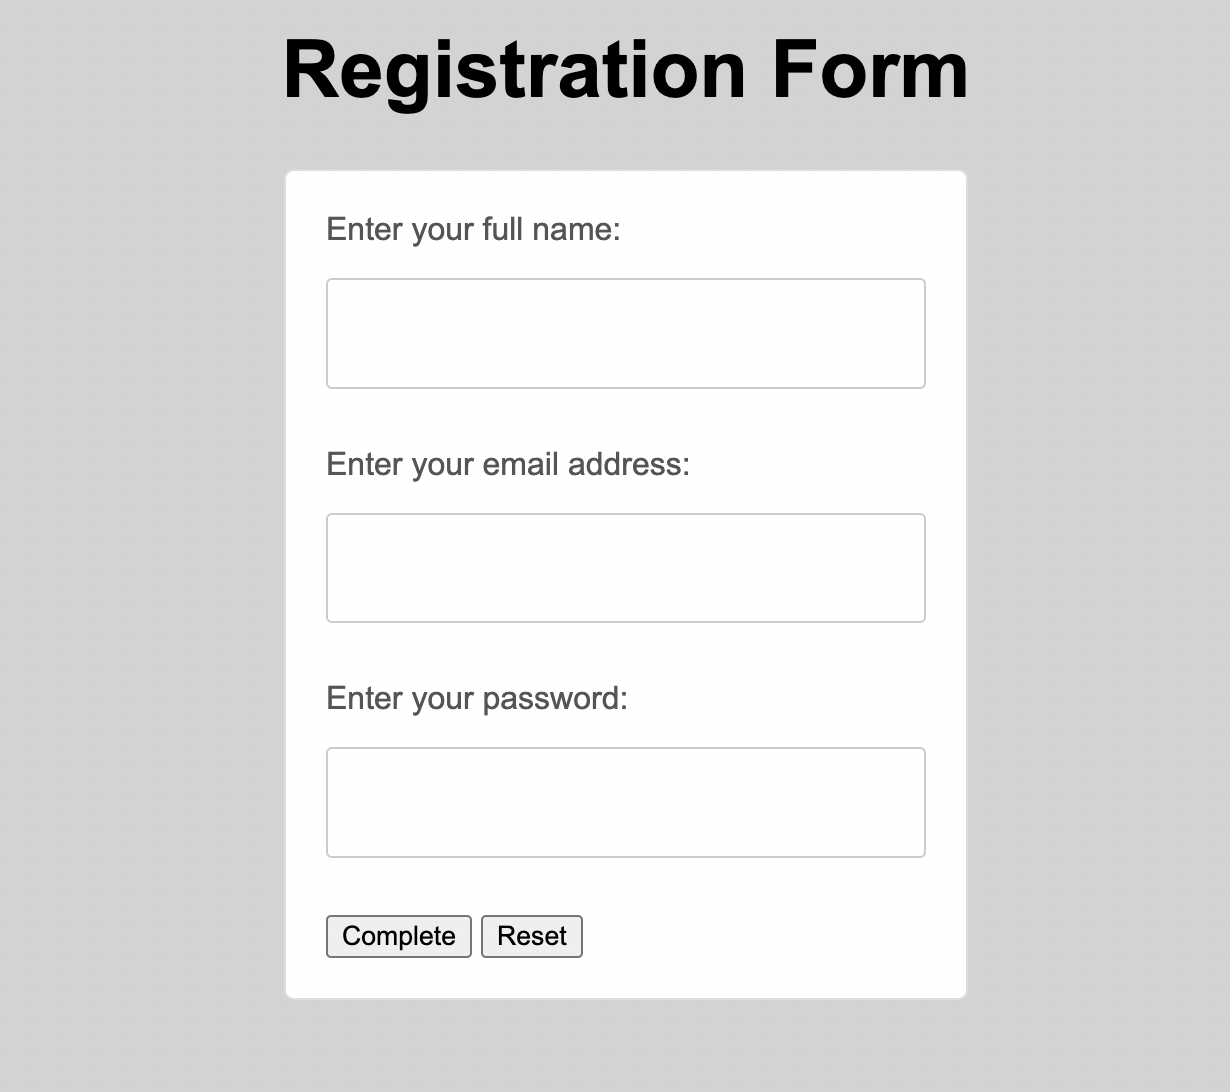 Registration Form
Enter your full name:
Enter your email address:
Enter your password:
Complete Reset